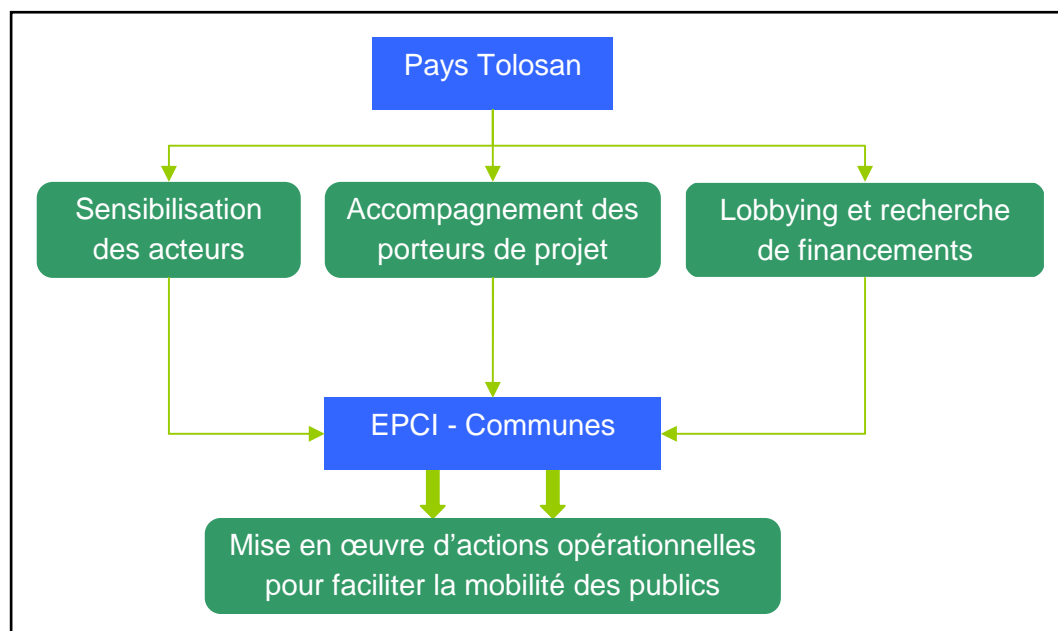 Pays Tolosan
Sensibilisation
des acteurs
Accompagnement des
porteurs de projet
Lobbying et recherche
de financements
EPCI - Communes
Mise en œuvre d’actions opérationnelles
pour faciliter la mobilité des publics